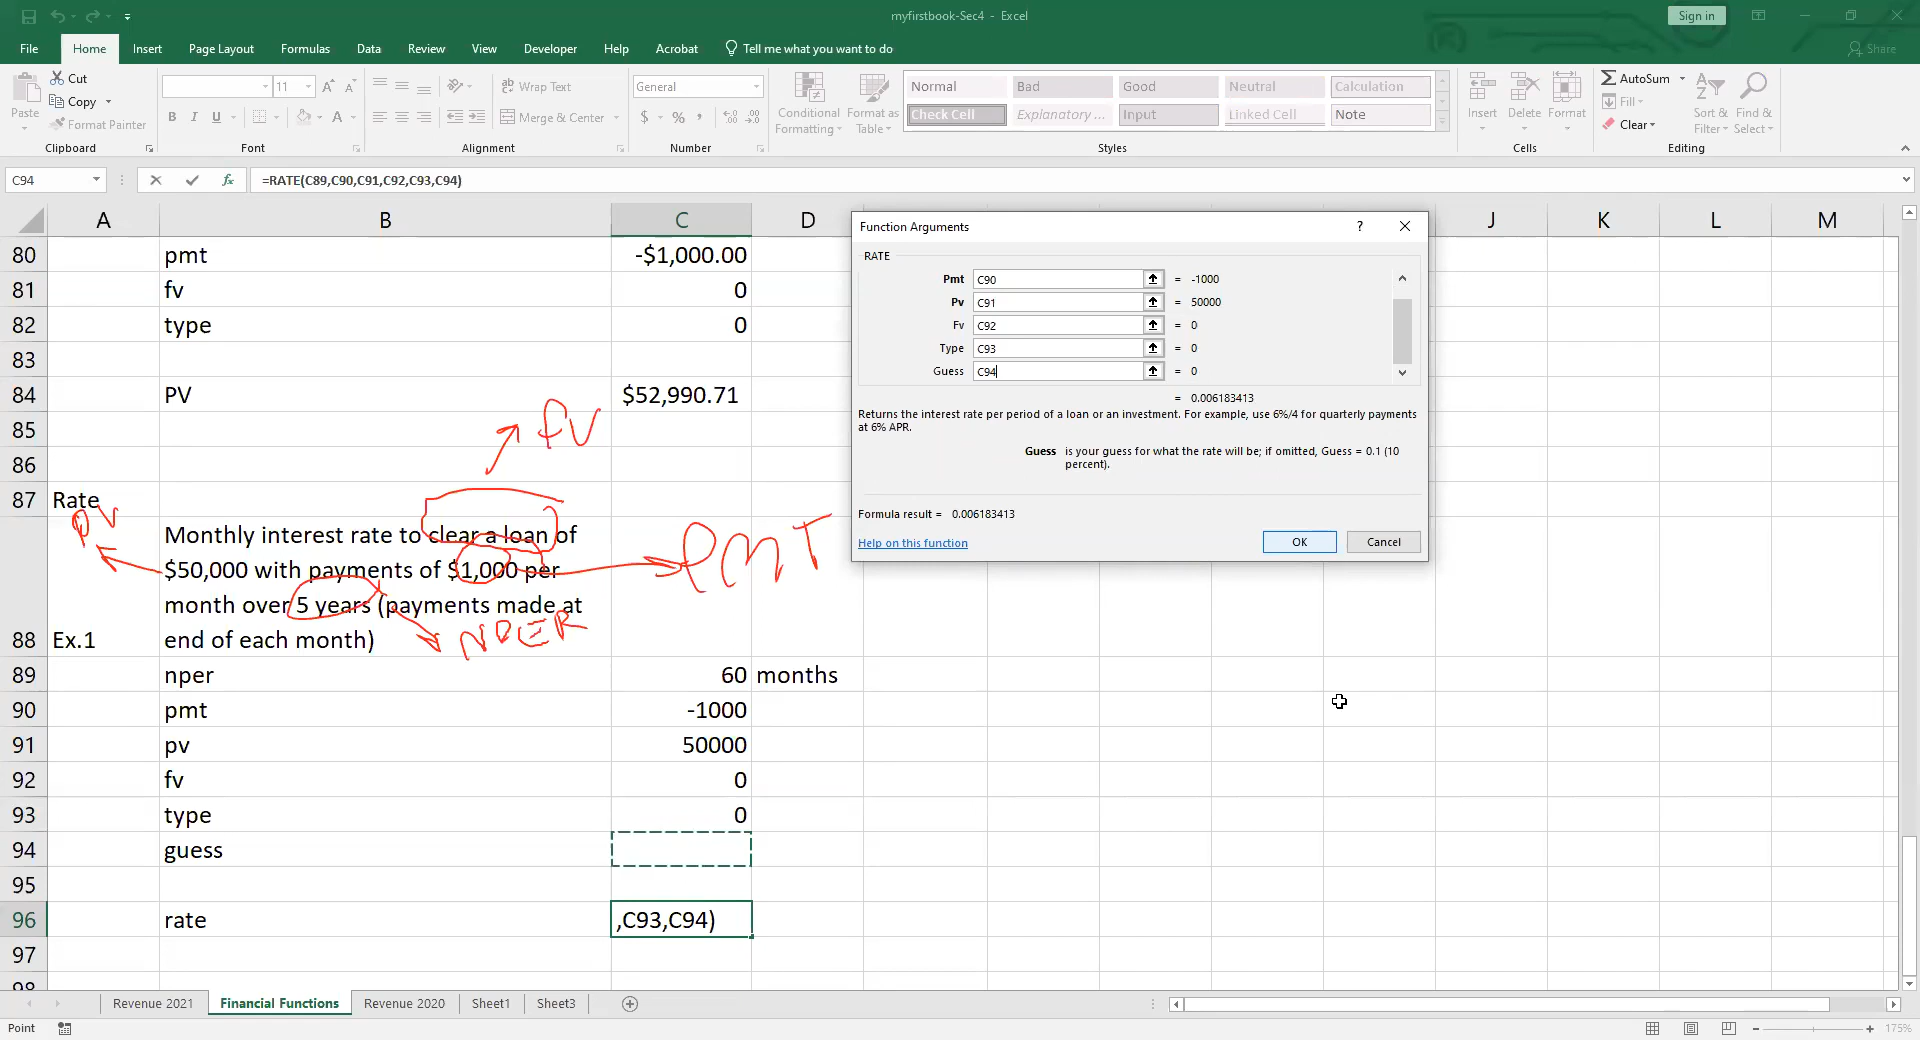 myfirstbook-Sec4 - Excel
Sign in
File Home Insert Page Layout Formulas Data Review View Developer Help Acrobat Tell me what you want to do
Share
Paste
Cut
Copy
Format Painter
Clipboard
11
B I U A
Font
Wrap Text
Merge & Center
Alignment
General
$ % ,
Number
Conditional Formatting
Format as Table
Normal Bad Good Neutral Calculation
Check Cell Explanatory ... Input Linked Cell Note
Styles
Insert Delete Format
Cells
AutoSum
Fill
Clear
Sort & Filter
Find & Select
Editing
C94
fx
=RATE(C89,C90,C91,C92,C93,C94)
A B C D J K L M
80 pmt -$1,000.00
81 fv 0
82 type 0
83
84 PV $52,990.71
85
fv
86
87 Rate
PV
Monthly interest rate to clear a loan of
$50,000 with payments of $1,000 per
PMT
month over 5 years (payments made at
88 Ex.1 end of each month)
NPER
89 nper 60 months
90 pmt -1000
91 pv 50000
92 fv 0
93 type 0
94 guess
95
96 rate ,C93,C94)
97
98
Function Arguments
?
RATE
Pmt C90 = -1000
Pv C91 = 50000
Fv C92 = 0
Type C93 = 0
Guess C94 = 0
= 0.006183413
Returns the interest rate per period of a loan or an investment. For example, use 6%/4 for quarterly payments
at 6% APR.
Guess is your guess for what the rate will be; if omitted, Guess = 0.1 (10
percent).
Formula result = 0.006183413
Help on this function
OK
Cancel
Revenue 2021 Financial Functions Revenue 2020 Sheet1 Sheet3
Point
175%